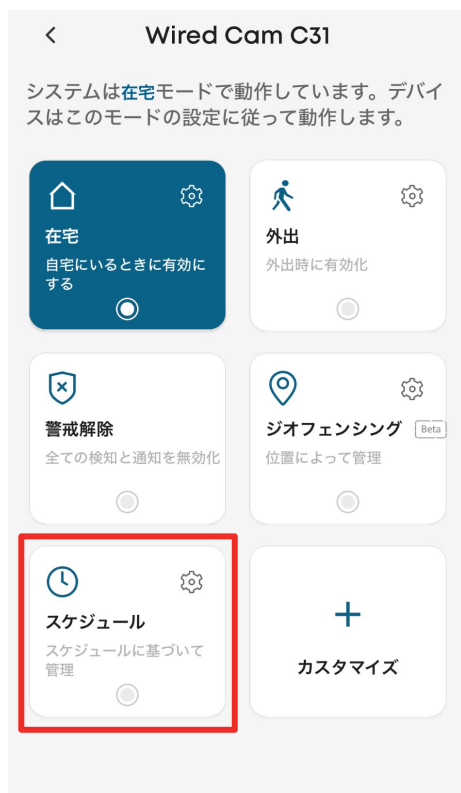 Wired Cam C31
システムは在宅モードで動作しています。デバイ
スはこのモードの設定に従って動作します。
在宅
自宅にいるときに有効に
する
外出
外出時に有効化
警戒解除
全ての検知と通知を無効化
ジオフェンシング Beta
位置によって管理
スケジュール
スケジュールに基づいて
管理
カスタマイズ